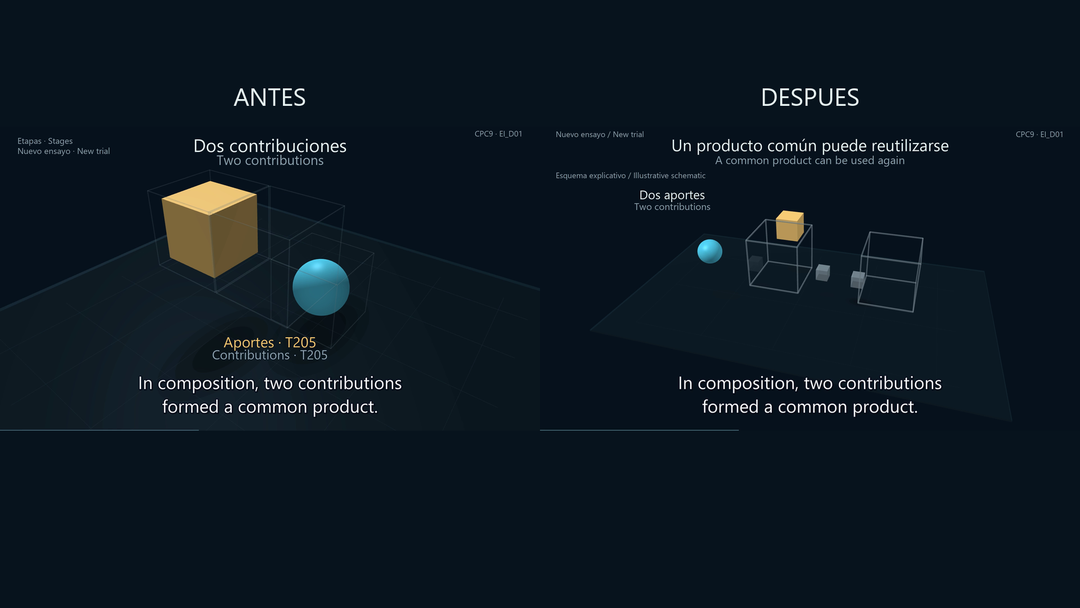 ANTES
Etapas · Stages
Nuevo ensayo · New trial
CPC9 · EI_D01
Dos contribuciones
Two contributions
Aportes · T205
Contributions · T205
In composition, two contributions
formed a common product.
DESPUES
Nuevo ensayo / New trial
CPC9 · EI_D01
Un producto común puede reutilizarse
A common product can be used again
Esquema explicativo / Illustrative schematic
Dos aportes
Two contributions
In composition, two contributions
formed a common product.